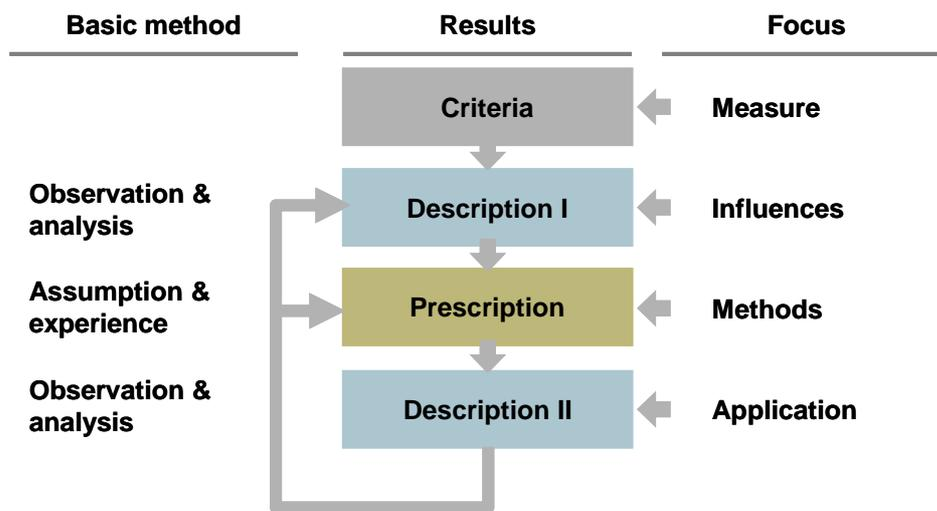 Basic method Results Focus
Criteria Measure
Observation &
analysis
Description I Influences
Assumption &
experience
Prescription Methods
Observation &
analysis
Description II Application